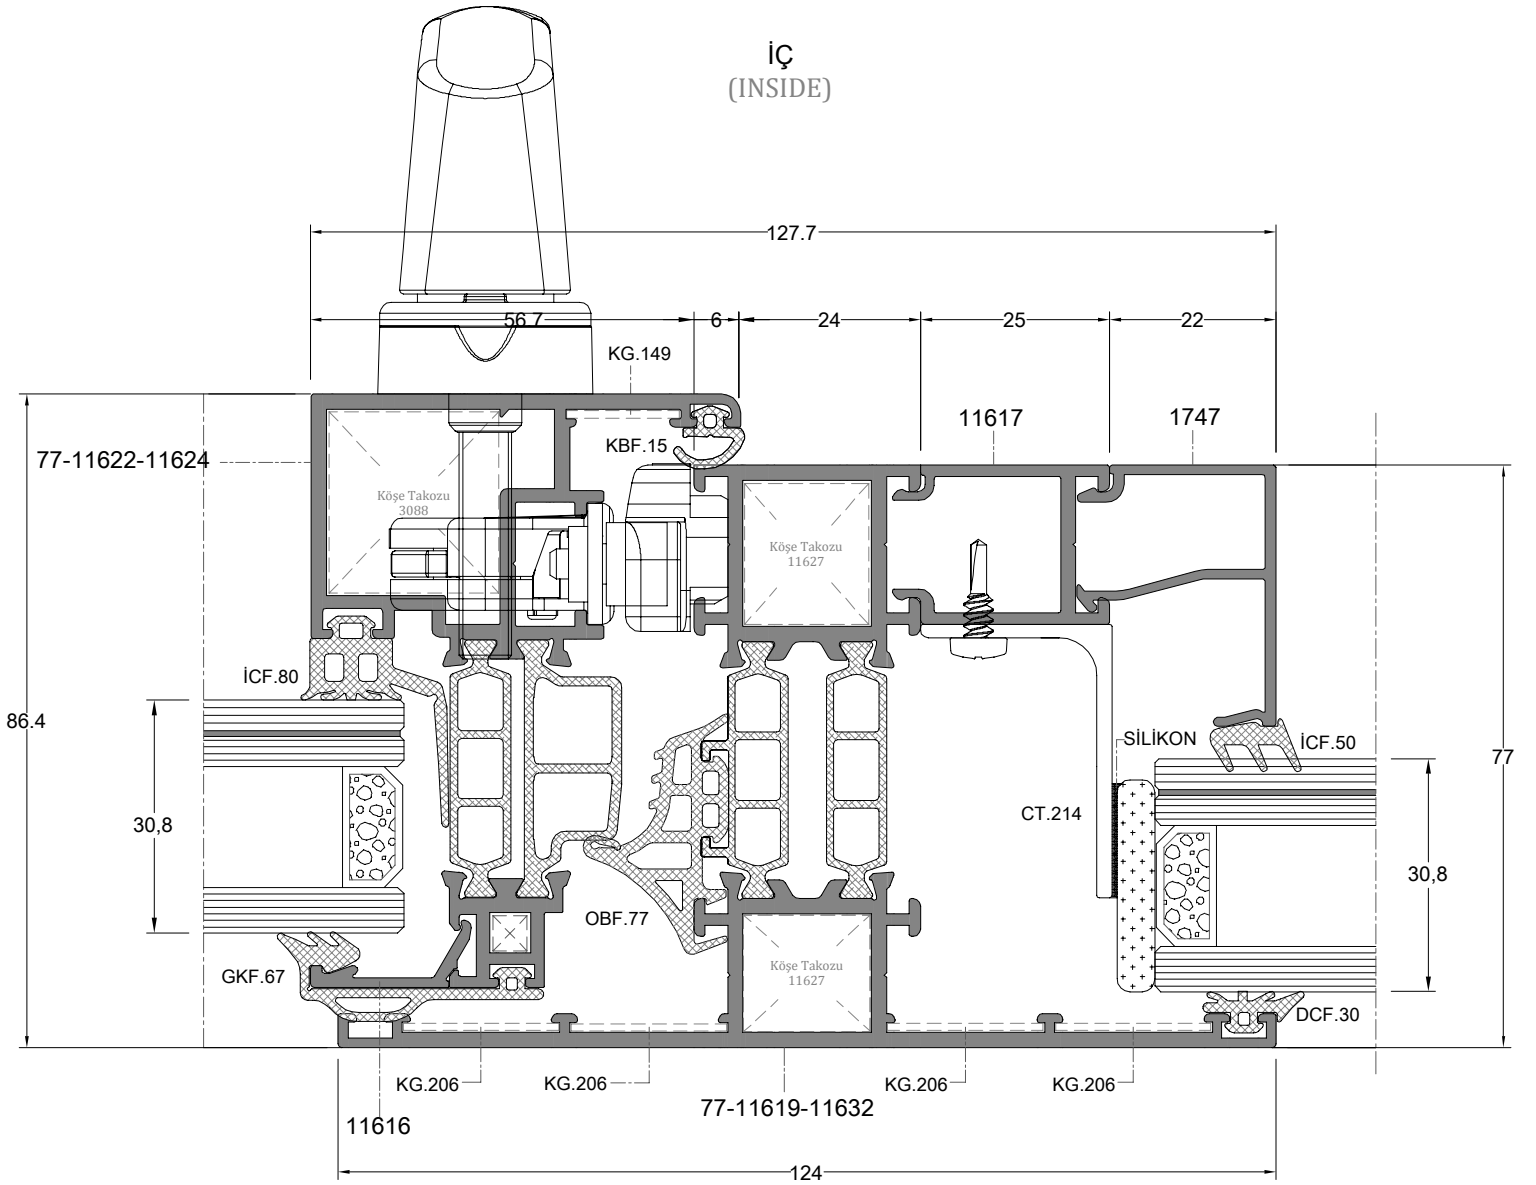 İÇ
(INSIDE)
127.7
56.7
6
24
25
22
KG.149
11617
1747
KBF.15
77-11622-11624
Köşe Takozu
3088
Köşe Takozu
11627
İCF.80
86.4
SİLİKON
İCF.50
77
CT.214
30,8
30,8
OBF.77
GKF.67
Köşe Takozu
11627
DCF.30
KG.206
KG.206
KG.206
KG.206
77-11619-11632
11616
124